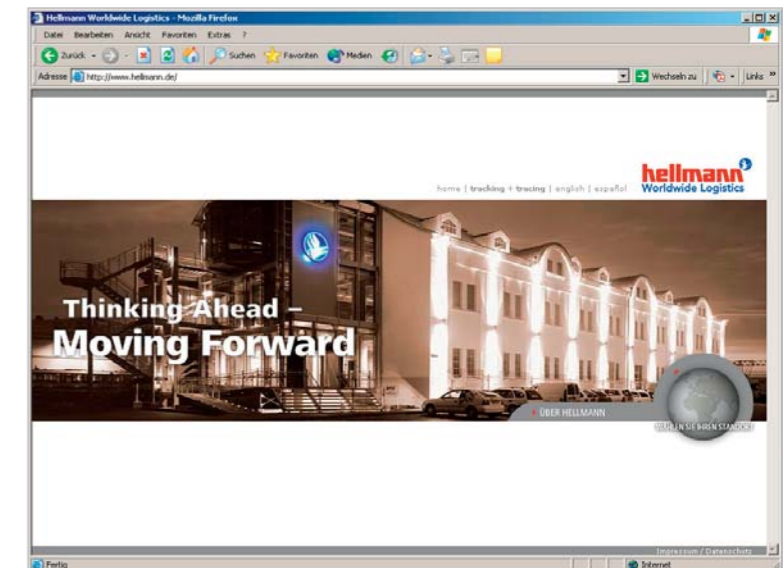 Hellmann Worldwide Logistics - Mozilla Firefox
Datei Bearbeiten Ansicht Favoriten Extras ?
Zurück Suchen Favoriten Medien
Adresse http://www.hellmann.de/ Wechseln zu Links »
hellmann
home | tracking + tracing | english | español Worldwide Logistics
Thinking Ahead –
Moving Forward
ÜBER HELLMANN
WÄHLEN SIE IHREN STANDORT
Impressum / Datenschutz
Fertig Internet